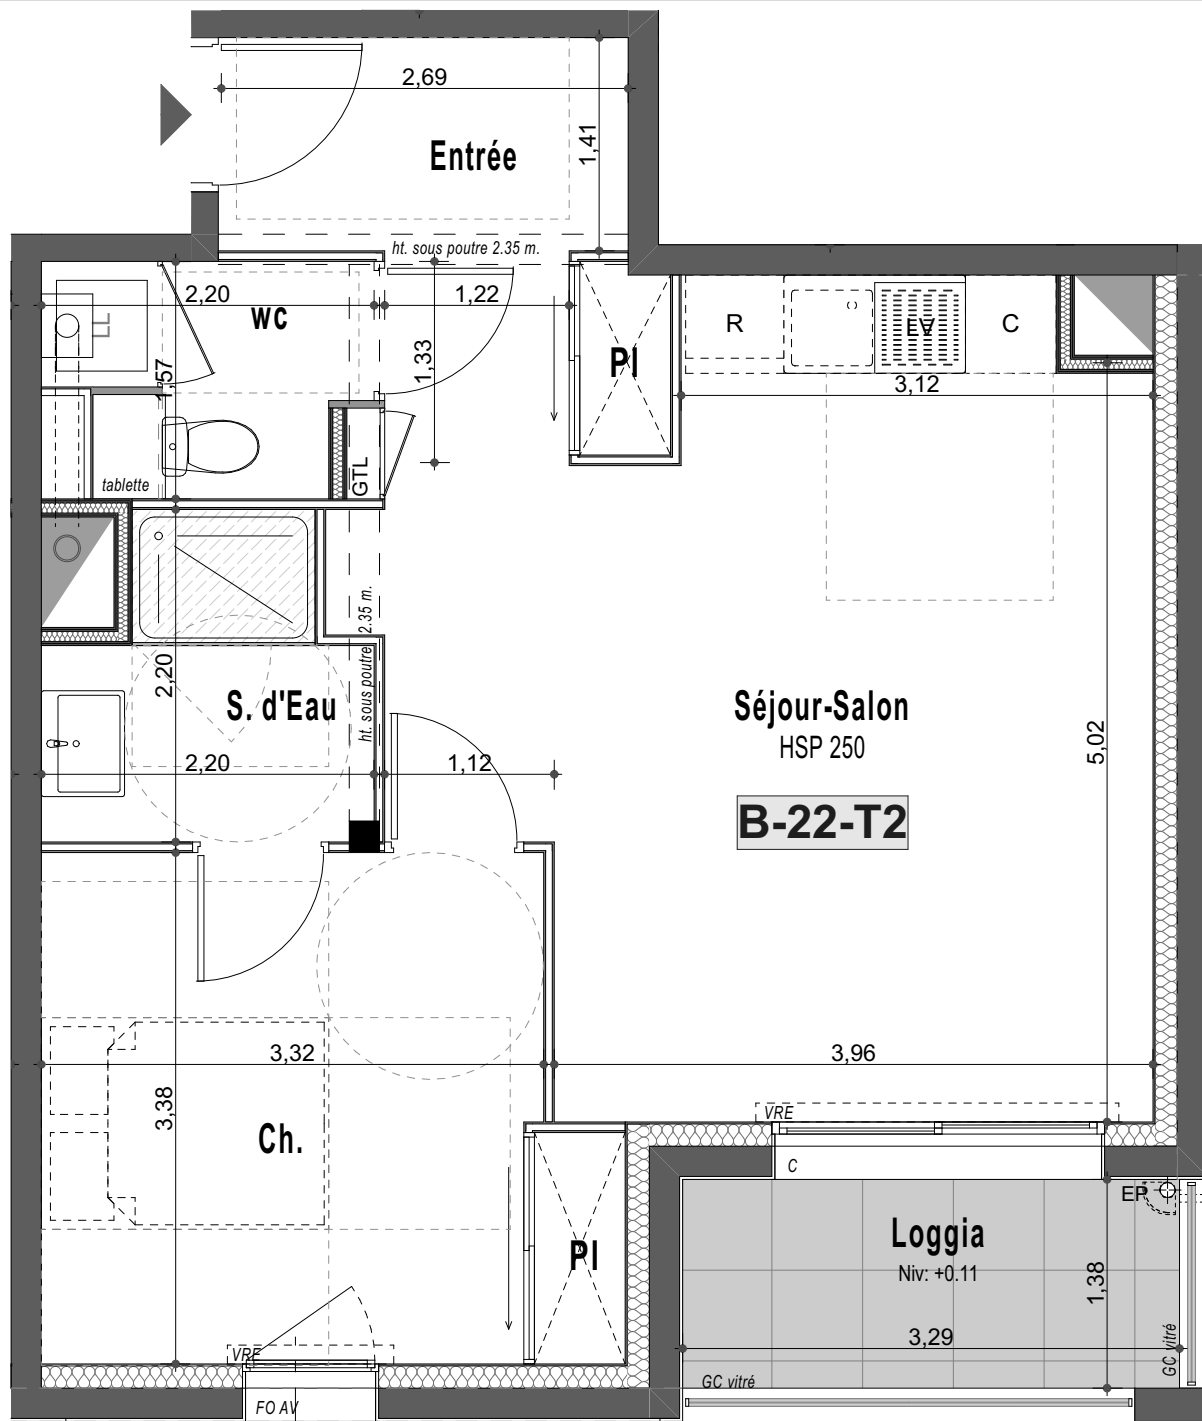 2,69
1,41
Entrée
ht. sous poutre 2.35 m.
2,20
WC
1,22
1,33
1,57
PI
R
LV
C
3,12
tablette
GTL
ht. sous poutre 2.35 m.
2,20
S. d'Eau
2,20
1,12
Séjour-Salon
HSP 250
5,02
B-22-T2
3,32
3,96
3,38
Ch.
VRE
C
EP
Loggia
Niv: +0.11
PI
1,38
3,29
GC vitré
VRE
GC vitré
FO AV